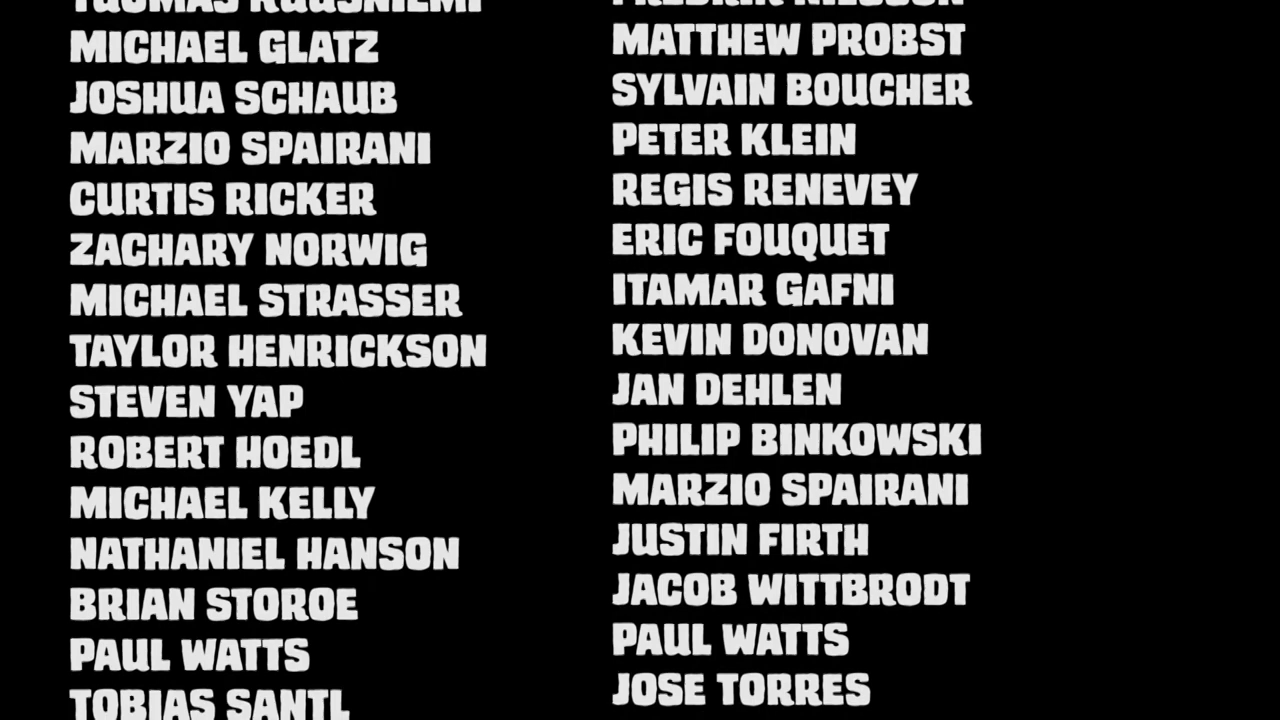 MICHAEL GLATZ
JOSHUA SCHAUB
MARZIO SPAIRANI
CURTIS RICKER
ZACHARY NORWIG
MICHAEL STRASSER
TAYLOR HENRICKSON
STEVEN YAP
ROBERT HOEDL
MICHAEL KELLY
NATHANIEL HANSON
BRIAN STOROE
PAUL WATTS
TOBIAS SANTL
FREDRIK NILSSON
MATTHEW PROBST
SYLVAIN BOUCHER
PETER KLEIN
REGIS RENEVEY
ERIC FOUQUET
ITAMAR GAFNI
KEVIN DONOVAN
JAN DEHLEN
PHILIP BINKOWSKI
MARZIO SPAIRANI
JUSTIN FIRTH
JACOB WITTBRODT
PAUL WATTS
JOSE TORRES